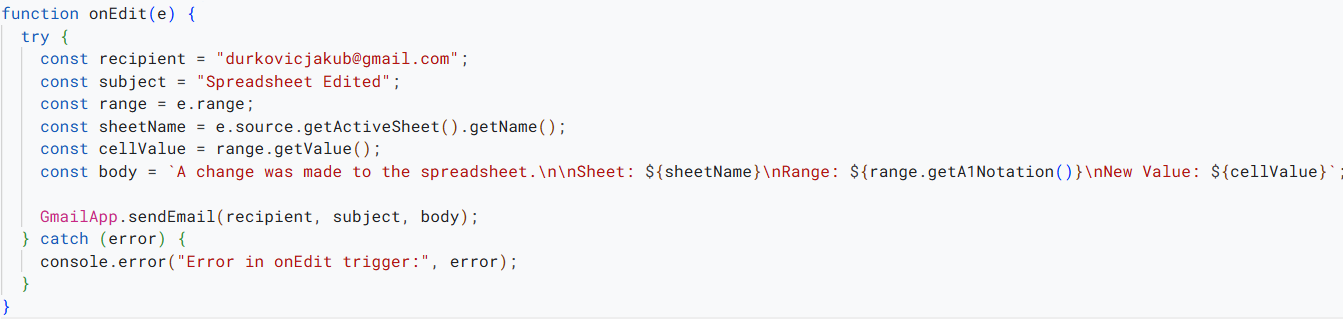 function onEdit(e) {
  try {
    const recipient = "durkovicjakub@gmail.com";
    const subject = "Spreadsheet Edited";
    const range = e.range;
    const sheetName = e.source.getActiveSheet().getName();
    const cellValue = range.getValue();
    const body = `A change was made to the spreadsheet.\n\nSheet: ${sheetName}\nRange: ${range.getA1Notation()}\nNew Value: ${cellValue}`;

    GmailApp.sendEmail(recipient, subject, body);
  } catch (error) {
    console.error("Error in onEdit trigger:", error);
  }
}